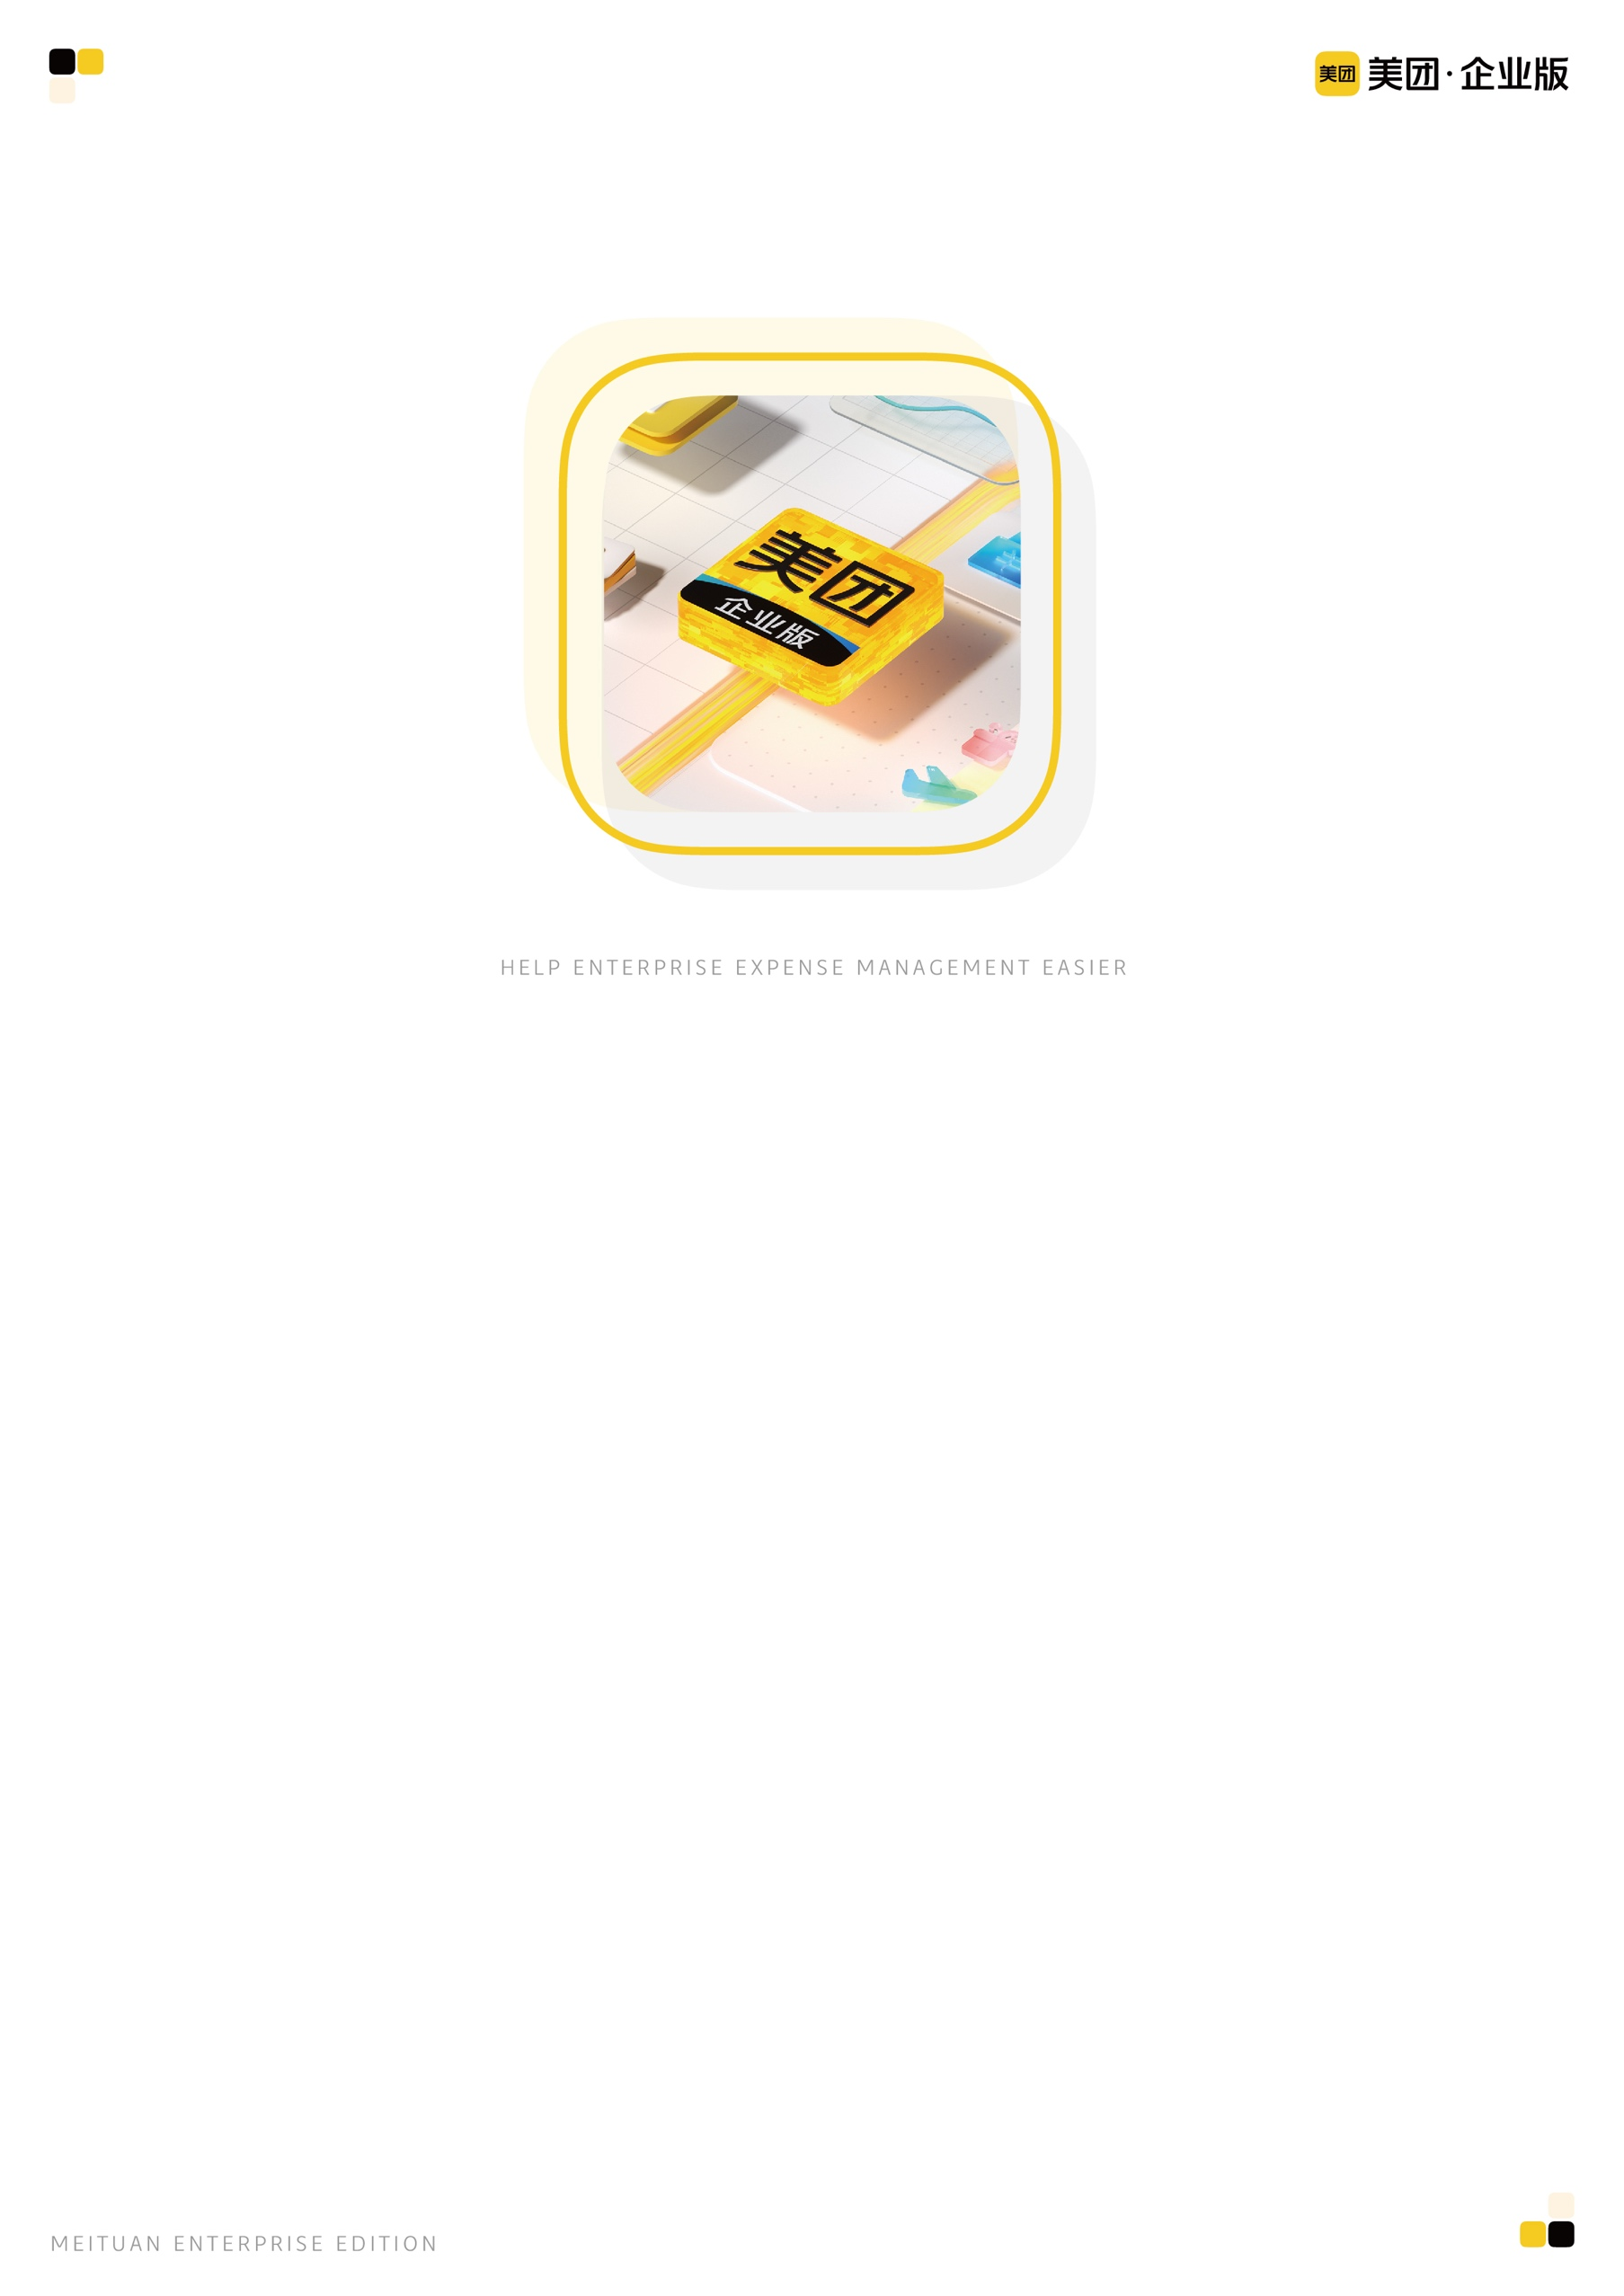 美团 美团·企业版
美团
企业版
HELP ENTERPRISE EXPENSE MANAGEMENT EASIER
MEITUAN ENTERPRISE EDITION